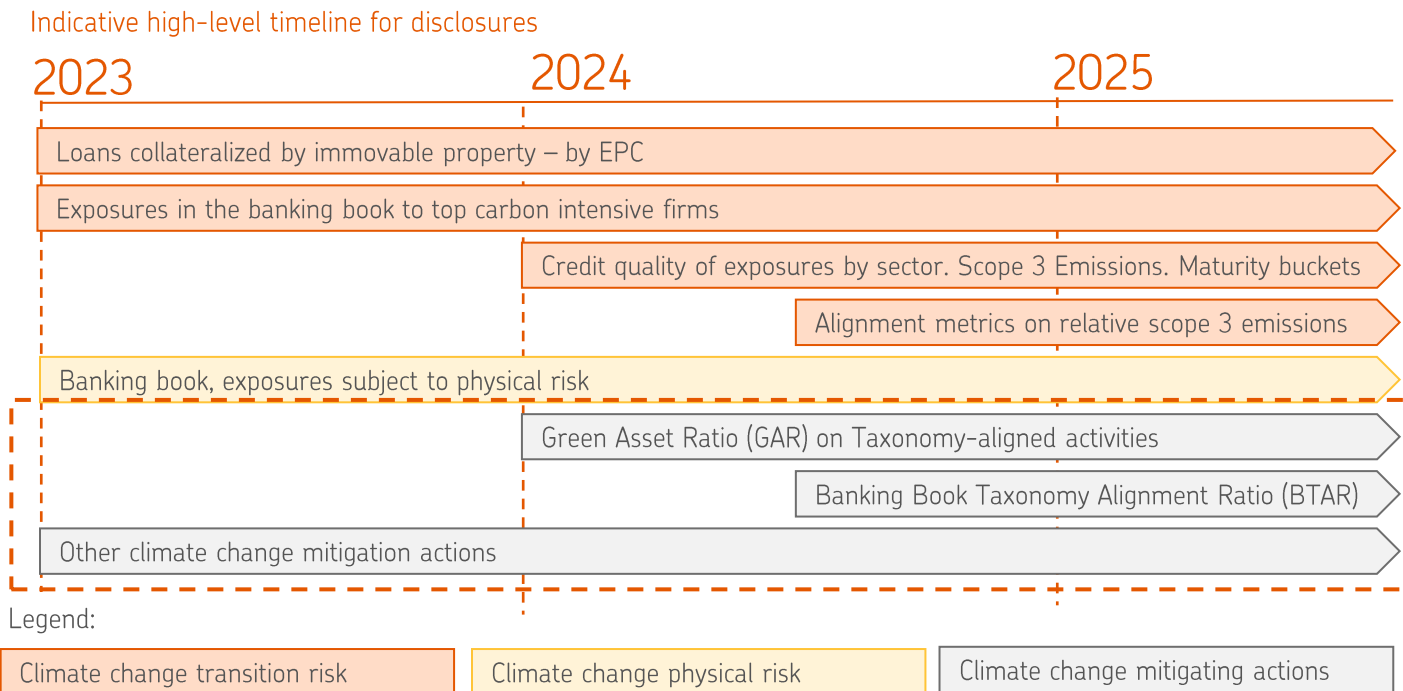 Indicative high-level timeline for disclosures
2023 2024 2025
Loans collateralized by immovable property – by EPC
Exposures in the banking book to top carbon intensive firms
Credit quality of exposures by sector. Scope 3 Emissions. Maturity buckets
Alignment metrics on relative scope 3 emissions
Banking book, exposures subject to physical risk
Green Asset Ratio (GAR) on Taxonomy-aligned activities
Banking Book Taxonomy Alignment Ratio (BTAR)
Other climate change mitigation actions
Legend:
Climate change transition risk Climate change physical risk Climate change mitigating actions